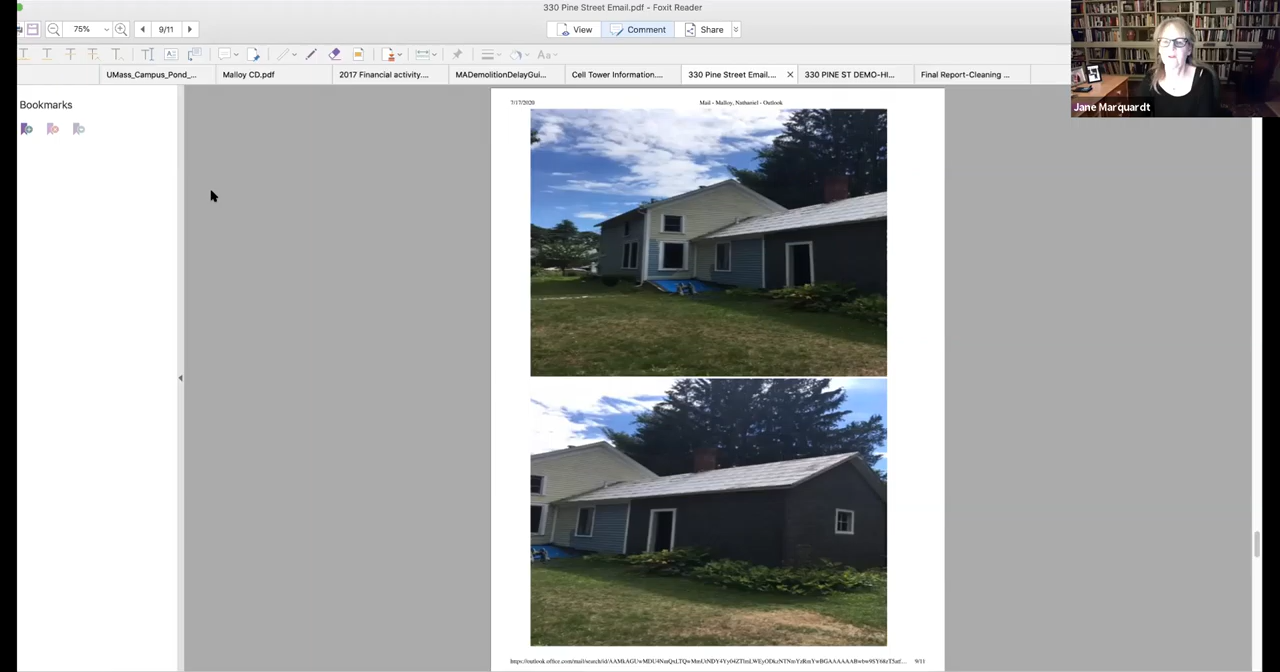 330 Pine Street Email.pdf - Foxit Reader
75%
9/11
View
Comment
Share
UMass_Campus_Pond_...
Malloy CD.pdf
2017 Financial activity....
MADemolitionDelayGui...
Cell Tower Information....
330 Pine Street Email....
330 PINE ST DEMO-HI...
Final Report-Cleaning ...
Bookmarks
7/17/2020
Mail - Malloy, Nathaniel - Outlook
Jane Marquardt
9/11